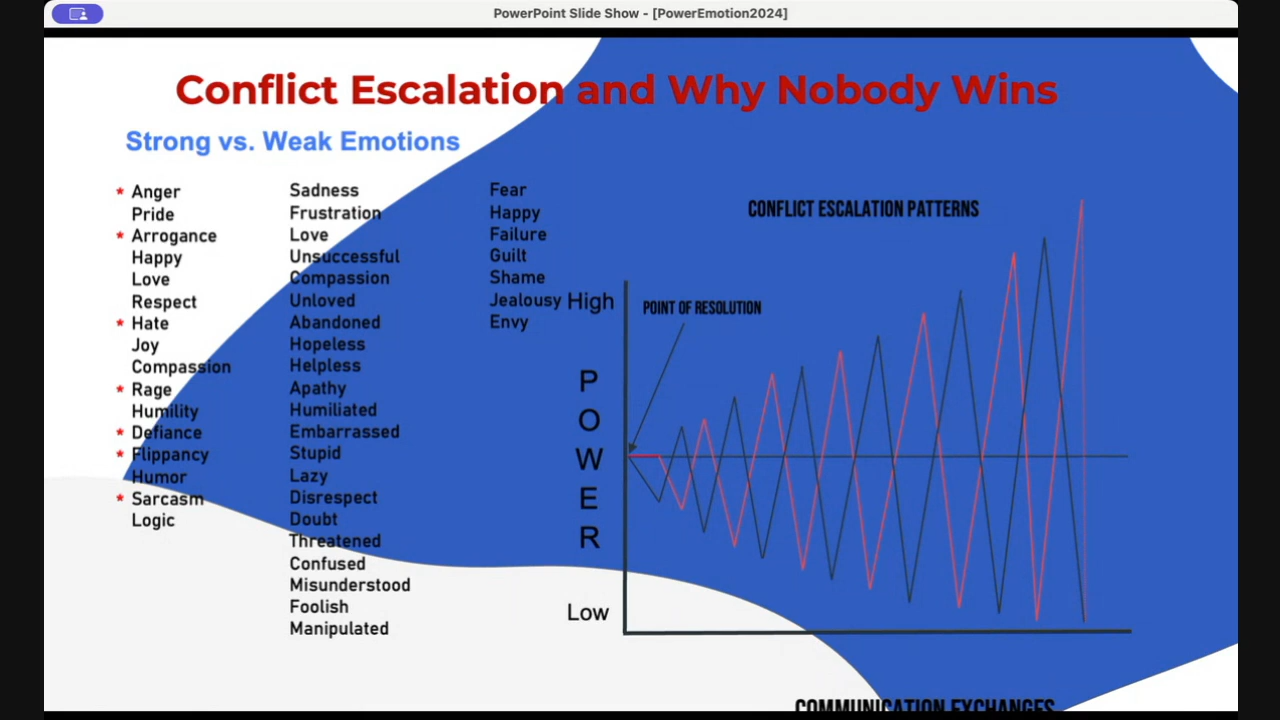 PowerPoint Slide Show - [PowerEmotion2024]
Conflict Escalation and Why Nobody Wins
Strong vs. Weak Emotions
* Anger
Pride
* Arrogance
Happy
Love
Respect
* Hate
Joy
Compassion
* Rage
Humility
* Defiance
* Flippancy
Humor
* Sarcasm
Logic
Sadness
Frustration
Love
Unsuccessful
Compassion
Unloved
Abandoned
Hopeless
Helpless
Apathy
Humiliated
Embarrassed
Stupid
Lazy
Disrespect
Doubt
Threatened
Confused
Misunderstood
Foolish
Manipulated
Fear
Happy
Failure
Guilt
Shame
Jealousy
Envy
CONFLICT ESCALATION PATTERNS
High
POINT OF RESOLUTION
P
O
W
E
R
Low
COMMUNICATION EXCHANGES